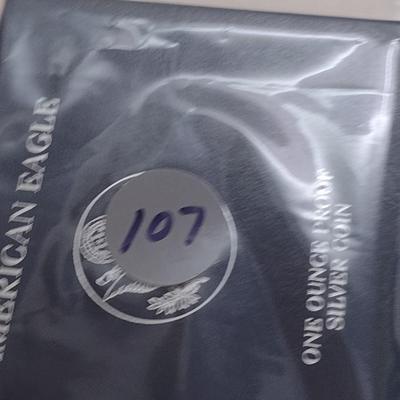 AMERICAN EAGLE
107
ONE OUNCE PROOF
SILVER COIN